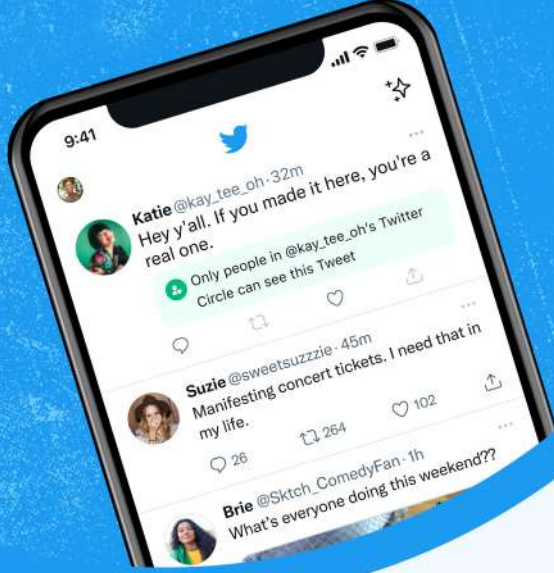 9:41
Katie @kay_tee_oh · 32m
Hey y'all. If you made it here, you're a
real one.
Only people in @kay_tee_oh's Twitter
Circle can see this Tweet
Suzie @sweetsuzzzie · 45m
Manifesting concert tickets. I need that in
my life.
26 264 102
Brie @Sktch_ComedyFan · 1h
What's everyone doing this weekend??